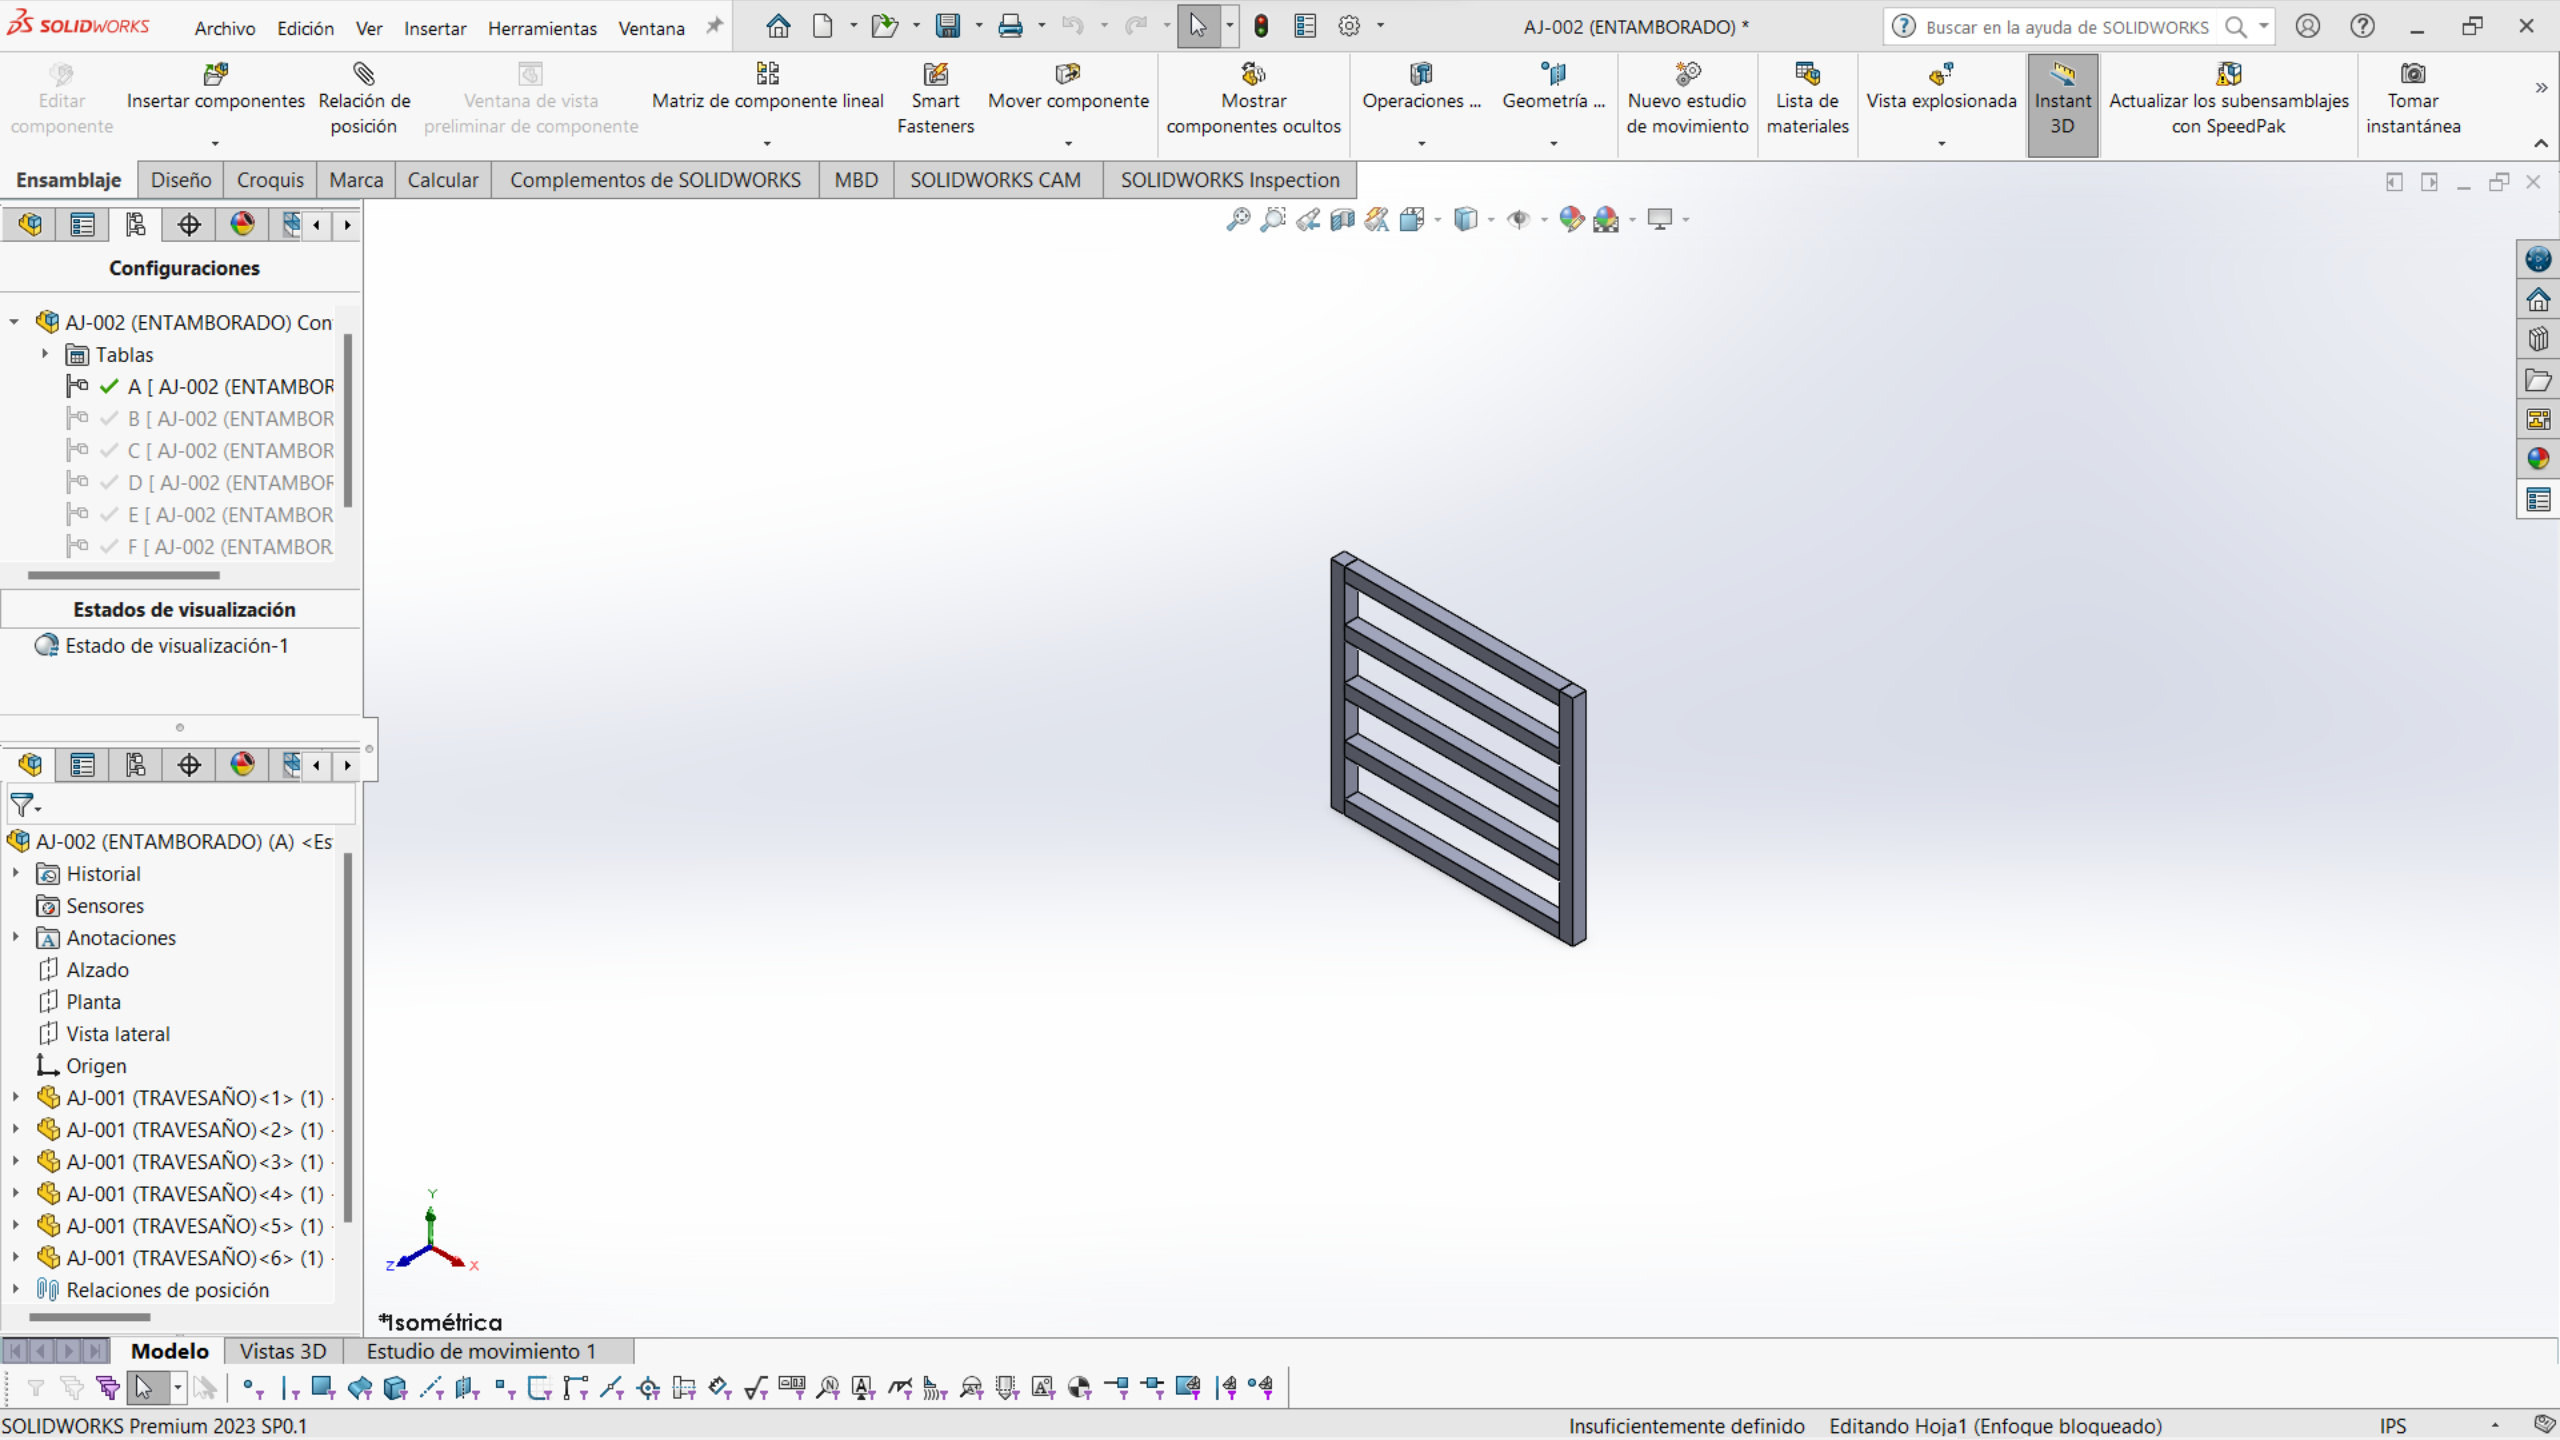 SOLIDWORKS Archivo Edición Ver Insertar Herramientas Ventana AJ-002 (ENTAMBORADO) * Buscar en la ayuda de SOLIDWORKS
Editar componente
Insertar componentes
Relación de posición
Ventana de vista preliminar de componente
Matriz de componente lineal
Smart Fasteners
Mover componente
Mostrar componentes ocultos
Operaciones ...
Geometría ...
Nuevo estudio de movimiento
Lista de materiales
Vista explosionada
Instant 3D
Actualizar los subensamblajes con SpeedPak
Tomar instantánea
Ensamblaje Diseño Croquis Marca Calcular Complementos de SOLIDWORKS MBD SOLIDWORKS CAM SOLIDWORKS Inspection
Configuraciones
AJ-002 (ENTAMBORADO) Con
Tablas
A [ AJ-002 (ENTAMBOR
B [ AJ-002 (ENTAMBOR
C [ AJ-002 (ENTAMBOR
D [ AJ-002 (ENTAMBOR
E [ AJ-002 (ENTAMBOR
F [ AJ-002 (ENTAMBOR
Estados de visualización
Estado de visualización-1
AJ-002 (ENTAMBORADO) (A) <Es
Historial
Sensores
Anotaciones
Alzado
Planta
Vista lateral
Origen
AJ-001 (TRAVESAÑO)<1> (1)
AJ-001 (TRAVESAÑO)<2> (1)
AJ-001 (TRAVESAÑO)<3> (1)
AJ-001 (TRAVESAÑO)<4> (1)
AJ-001 (TRAVESAÑO)<5> (1)
AJ-001 (TRAVESAÑO)<6> (1)
Relaciones de posición
Y
Z X
*Isométrica
Modelo Vistas 3D Estudio de movimiento 1
SOLIDWORKS Premium 2023 SP0.1 Insuficientemente definido Editando Hoja1 (Enfoque bloqueado) IPS